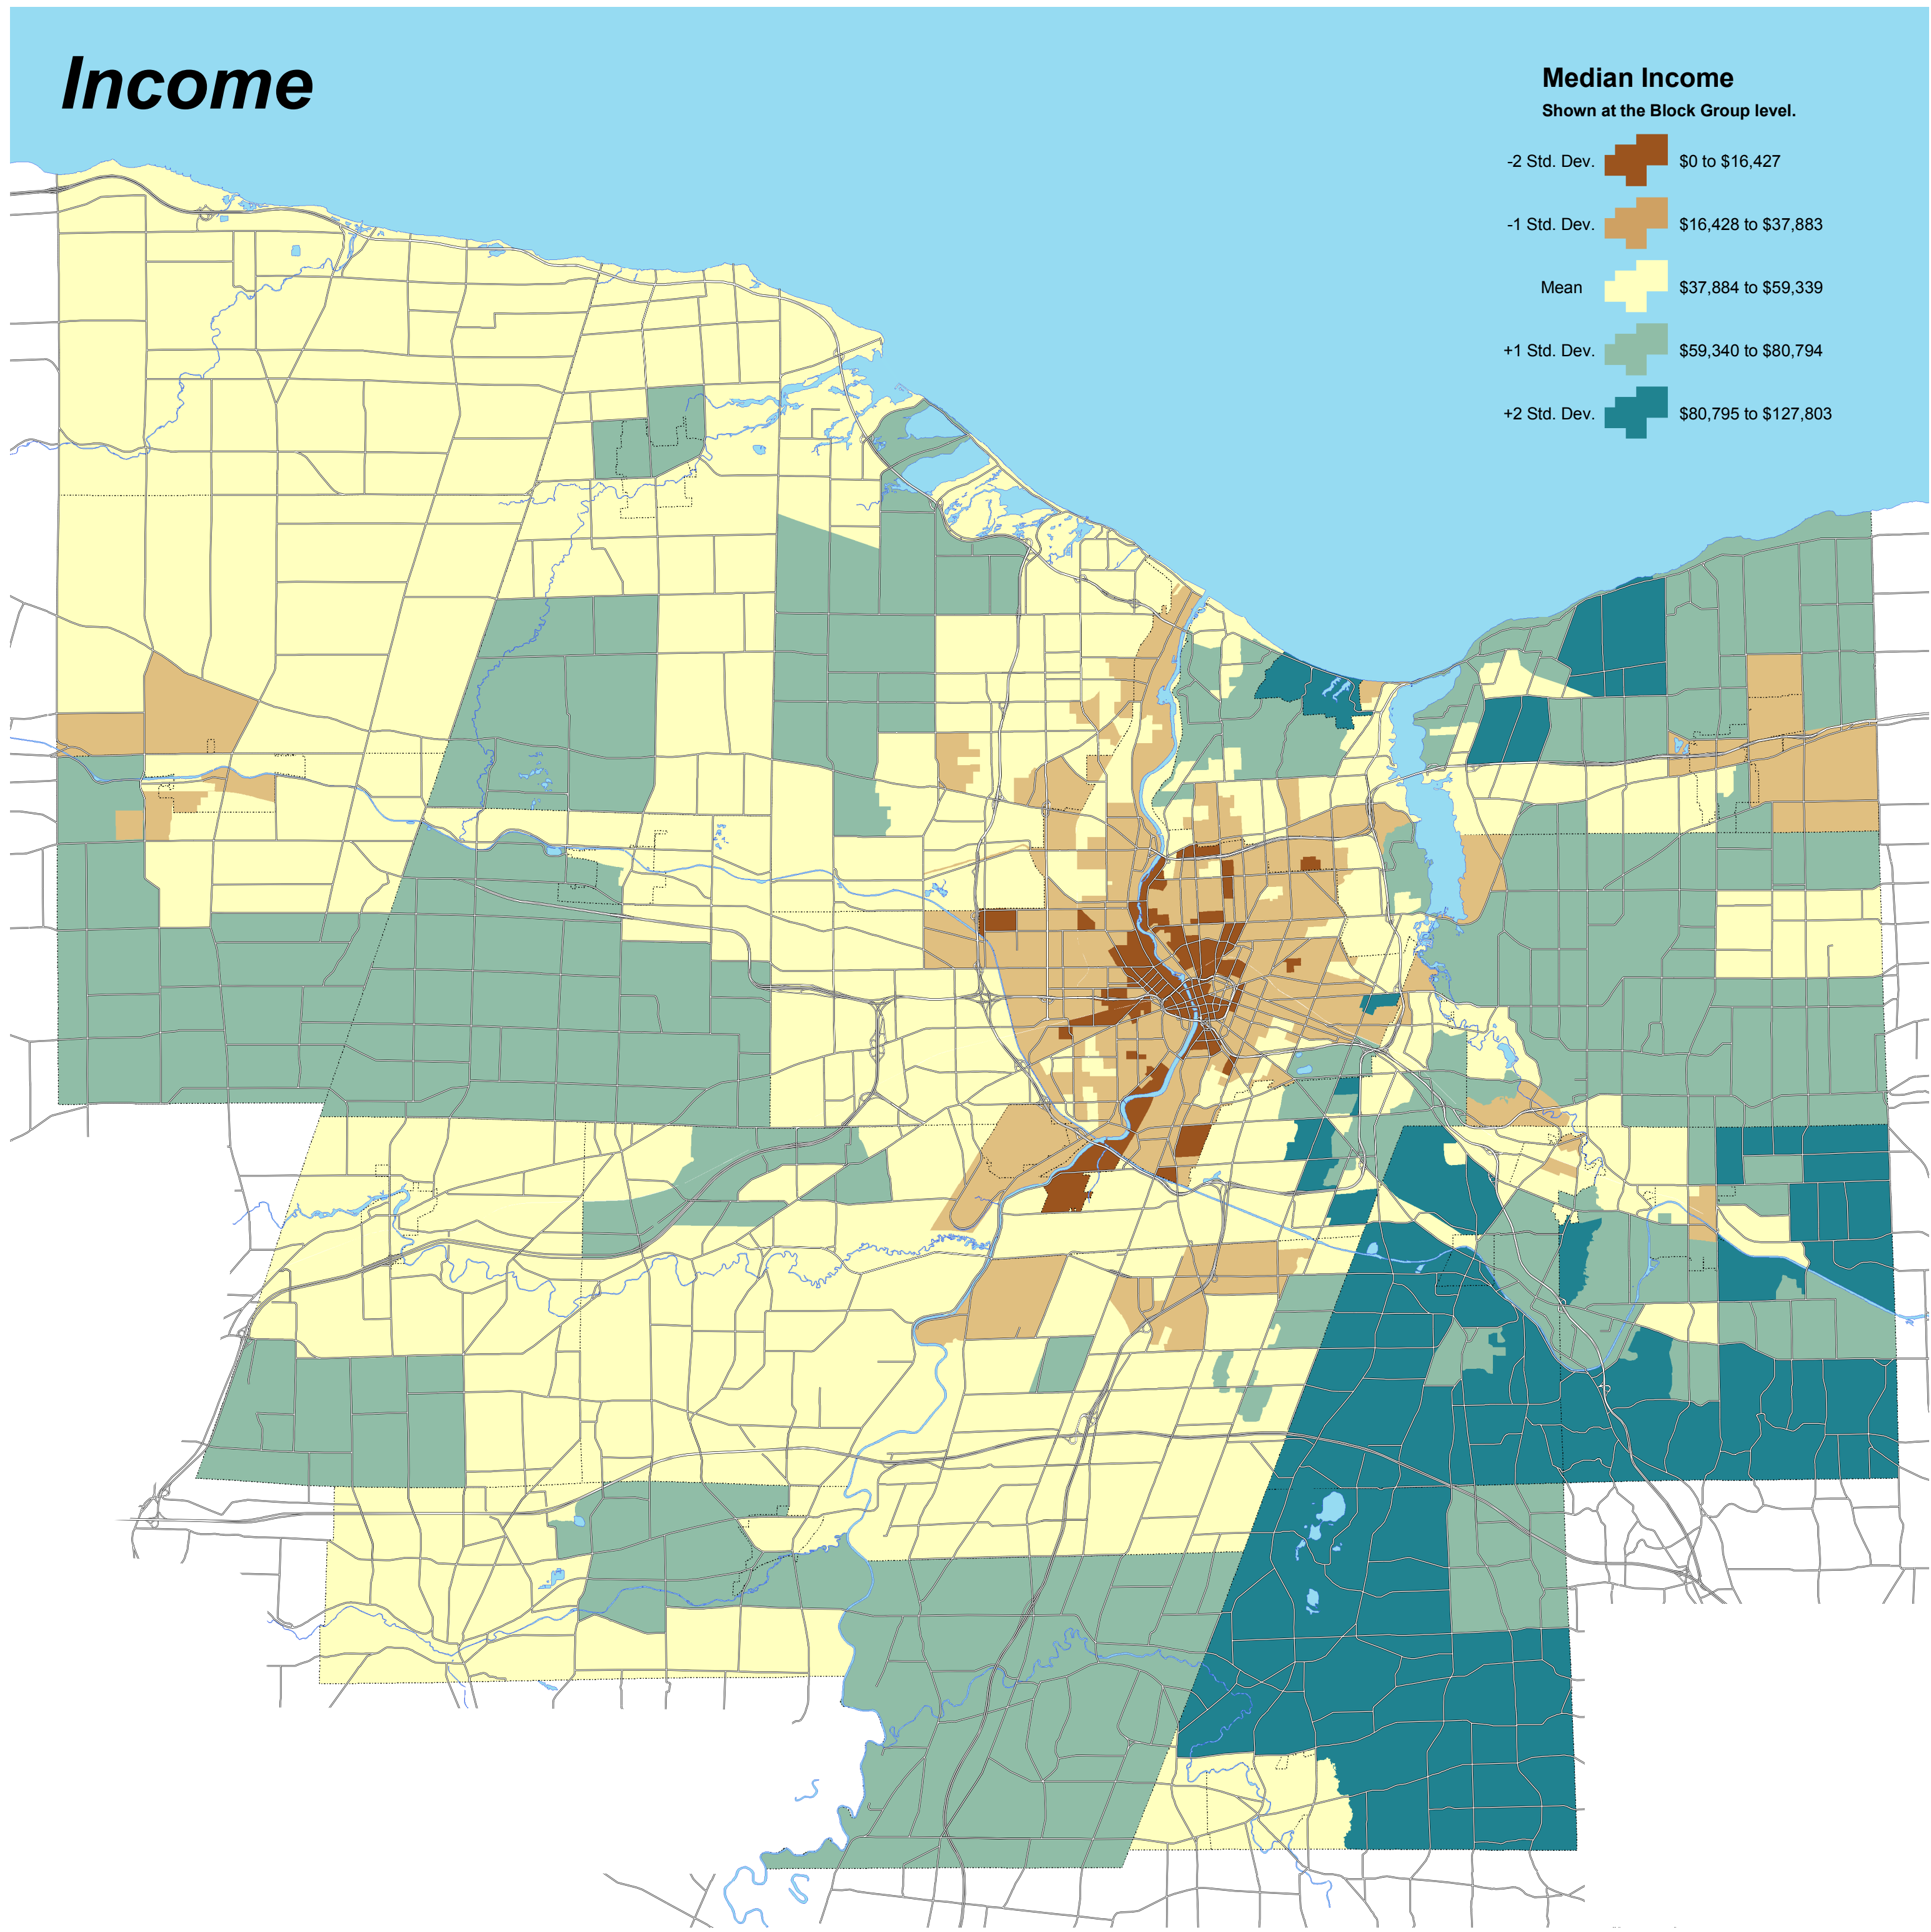 Income
Median Income
Shown at the Block Group level.
-2 Std. Dev. $0 to $16,427
-1 Std. Dev. $16,428 to $37,883
Mean $37,884 to $59,339
+1 Std. Dev. $59,340 to $80,794
+2 Std. Dev. $80,795 to $127,803